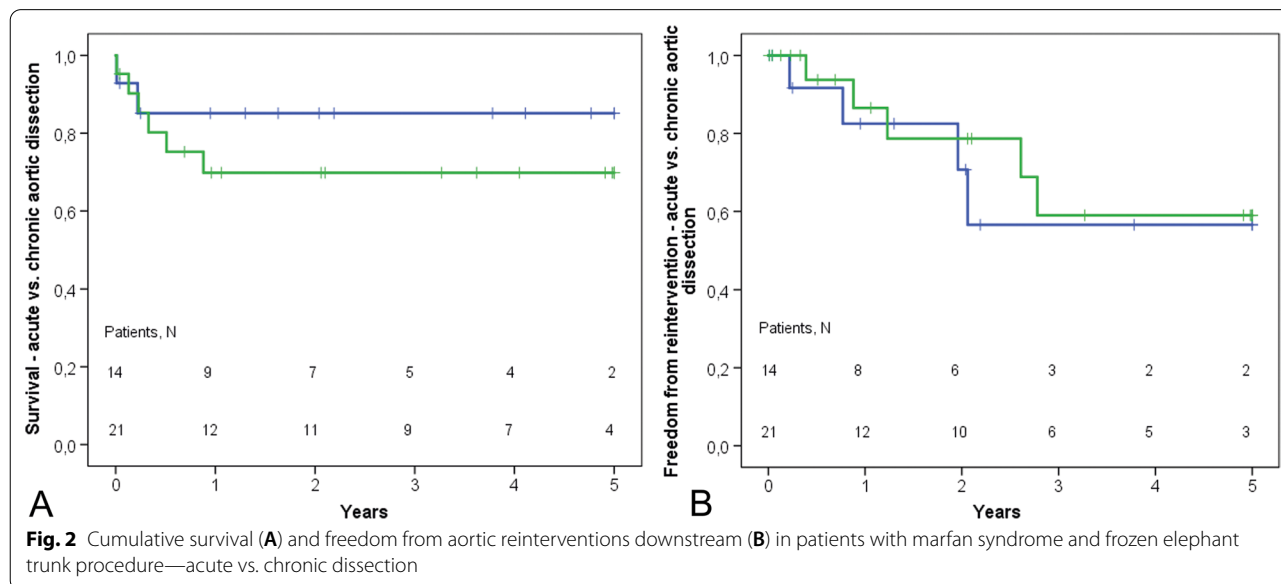 Survival - acute vs. chronic aortic dissection
1,0
0,8
0,6
0,4
0,2
0,0
Patients, N
14 9 7 5 4 2
21 12 11 9 7 4
0 1 2 3 4 5
Years
A
Freedom from reintervention - acute vs. chronic aortic
dissection
1,0
0,8
0,6
0,4
0,2
0,0
Patients, N
14 8 6 3 2 2
21 12 10 6 5 3
0 1 2 3 4 5
Years
B
Fig. 2 Cumulative survival (A) and freedom from aortic reinterventions downstream (B) in patients with marfan syndrome and frozen elephant
trunk procedure—acute vs. chronic dissection